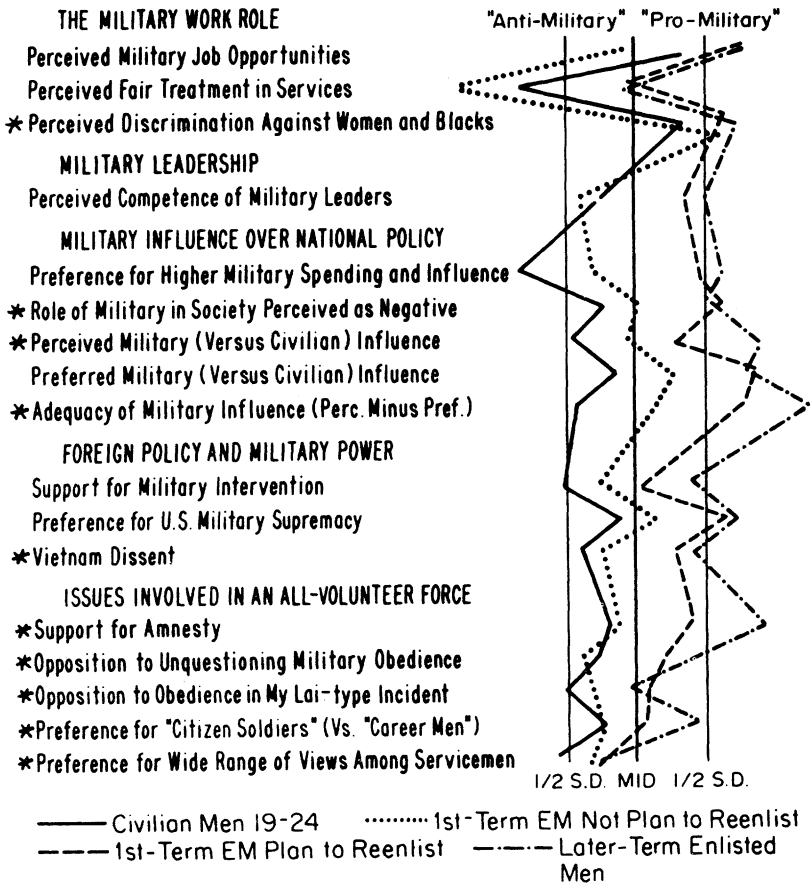 THE MILITARY WORK ROLE
"Anti-Military" "Pro-Military"
Perceived Military Job Opportunities
Perceived Fair Treatment in Services
* Perceived Discrimination Against Women and Blacks
MILITARY LEADERSHIP
Perceived Competence of Military Leaders
MILITARY INFLUENCE OVER NATIONAL POLICY
Preference for Higher Military Spending and Influence
* Role of Military in Society Perceived as Negative
* Perceived Military (Versus Civilian) Influence
Preferred Military (Versus Civilian) Influence
* Adequacy of Military Influence (Perc. Minus Pref.)
FOREIGN POLICY AND MILITARY POWER
Support for Military Intervention
Preference for U.S. Military Supremacy
* Vietnam Dissent
ISSUES INVOLVED IN AN ALL-VOLUNTEER FORCE
* Support for Amnesty
* Opposition to Unquestioning Military Obedience
* Opposition to Obedience in My Lai-type Incident
* Preference for "Citizen Soldiers" (Vs. "Career Men")
* Preference for Wide Range of Views Among Servicemen
1/2 S.D. MID 1/2 S.D.
Civilian Men 19-24
1st-Term EM Not Plan to Reenlist
1st-Term EM Plan to Reenlist
Later-Term Enlisted
Men